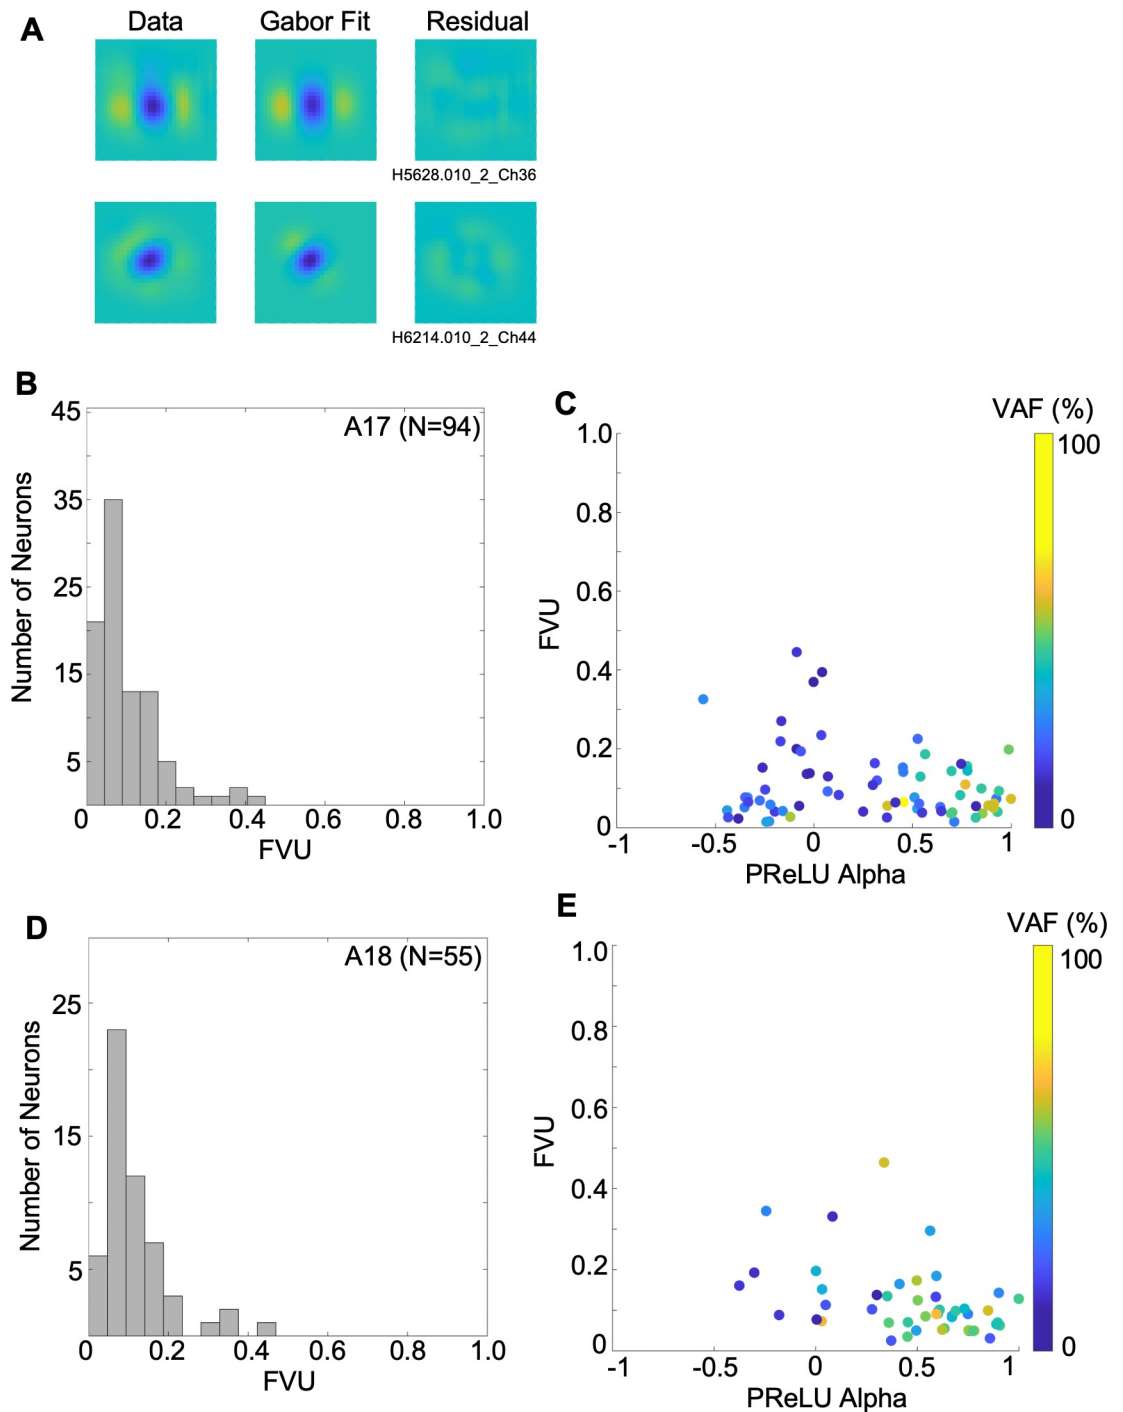 A
Data Gabor Fit Residual
H5628.010_2_Ch36
H6214.010_2_Ch44
B
A17 (N=94)
45
35
25
15
5
Number of Neurons
0 0.2 0.4 0.6 0.8 1.0
FVU
C
VAF (%)
100
0
1.0
0.8
0.6
0.4
0.2
0
FVU
-1 -0.5 0 0.5 1
PReLU Alpha
D
A18 (N=55)
25
15
5
Number of Neurons
0 0.2 0.4 0.6 0.8 1.0
FVU
E
VAF (%)
100
0
1.0
0.8
0.6
0.4
0.2
0
FVU
-1 -0.5 0 0.5 1
PReLU Alpha